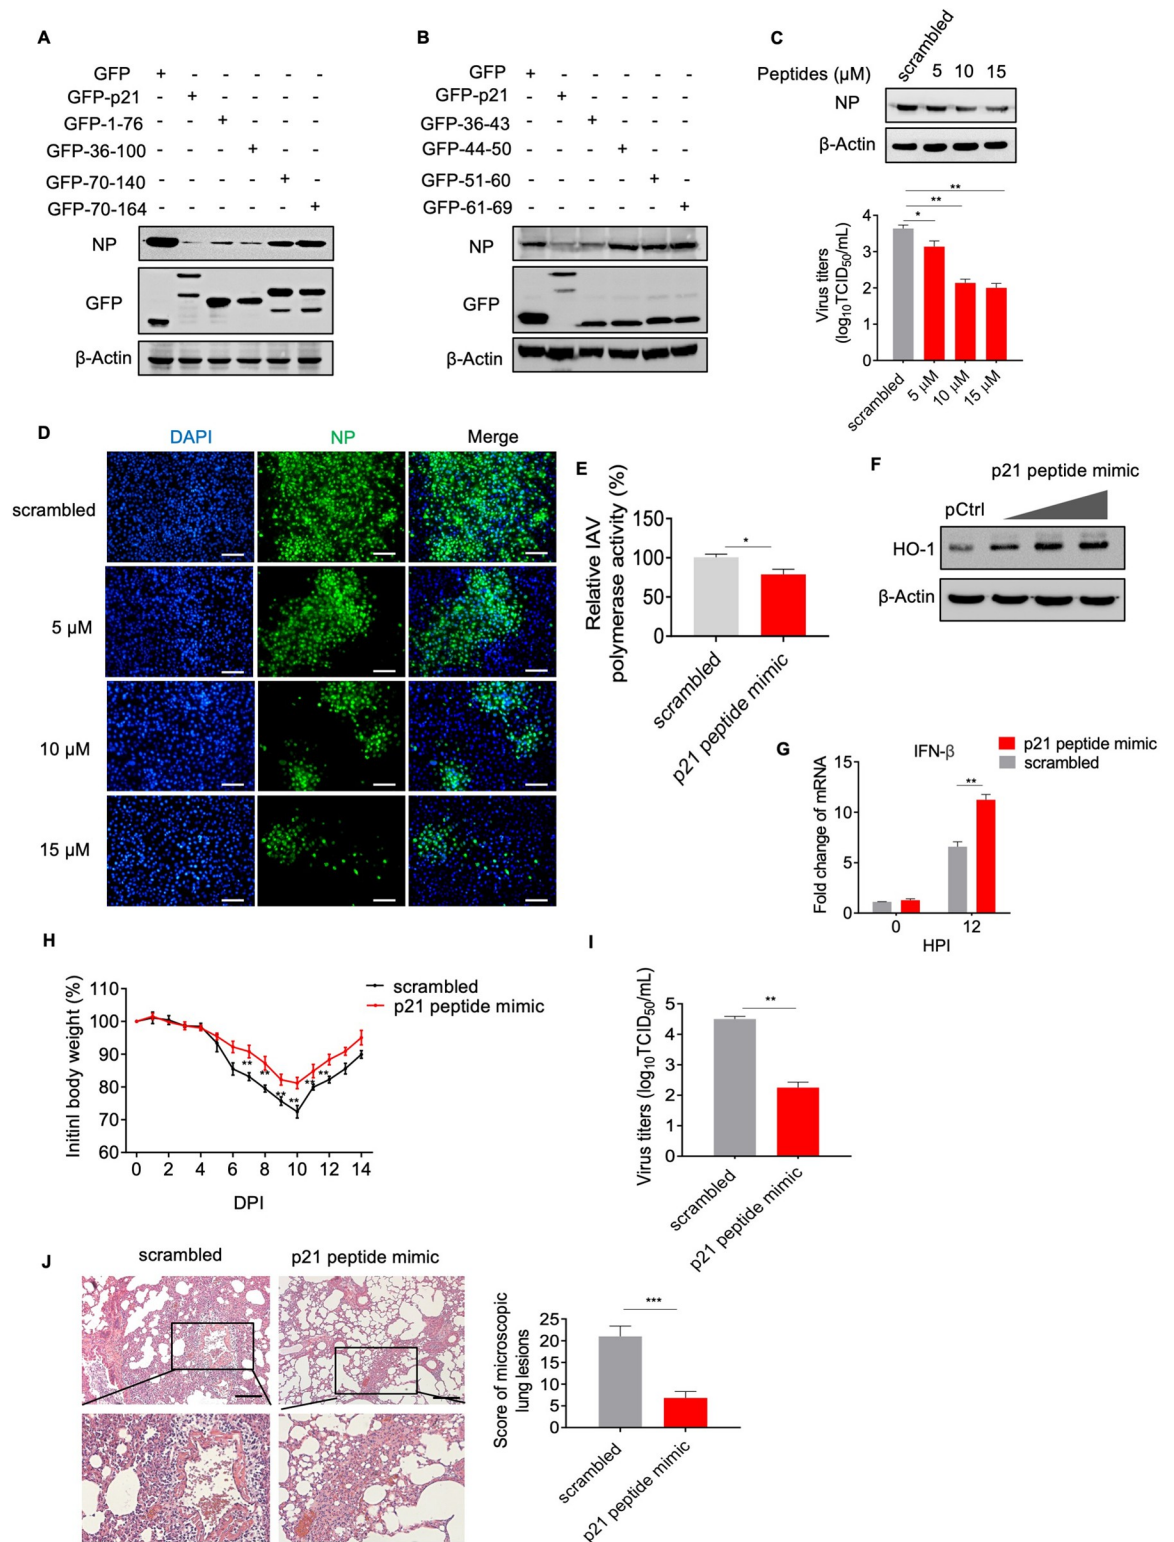 A
GFP + - - - - -
GFP-p21 - + - - - -
GFP-1-76 - - + - - -
GFP-36-100 - - - + - -
GFP-70-140 - - - - + -
GFP-70-164 - - - - - +
NP
GFP
β-Actin
B
GFP + - - - - -
GFP-p21 - + - - - -
GFP-36-43 - - + - - -
GFP-44-50 - - - + - -
GFP-51-60 - - - - + -
GFP-61-69 - - - - - +
NP
GFP
β-Actin
C
Peptides (μM) scrambled 5 10 15
NP
β-Actin
Virus titers
(log10TCID50/mL)
4
3
2
1
0
* ** **
scrambled 5 μM 10 μM 15 μM
D
DAPI NP Merge
scrambled
5 μM
10 μM
15 μM
E
Relative IAV
polymerase activity (%)
150
100
50
0
*
scrambled p21 peptide mimic
F
p21 peptide mimic
pCtrl
HO-1
β-Actin
G
IFN-β
p21 peptide mimic
scrambled
Fold change of mRNA
15
10
5
0
**
0 12
HPI
H
scrambled
p21 peptide mimic
Initinl body weight (%)
110
100
90
80
70
60
** ** ** ** ** **
0 2 4 6 8 10 12 14
DPI
I
Virus titers (log10TCID50/mL)
5
4
3
2
1
0
**
scrambled p21 peptide mimic
J
scrambled p21 peptide mimic
Score of microscopic
lung lesions
25
20
15
10
5
0
***
scrambled p21 peptide mimic